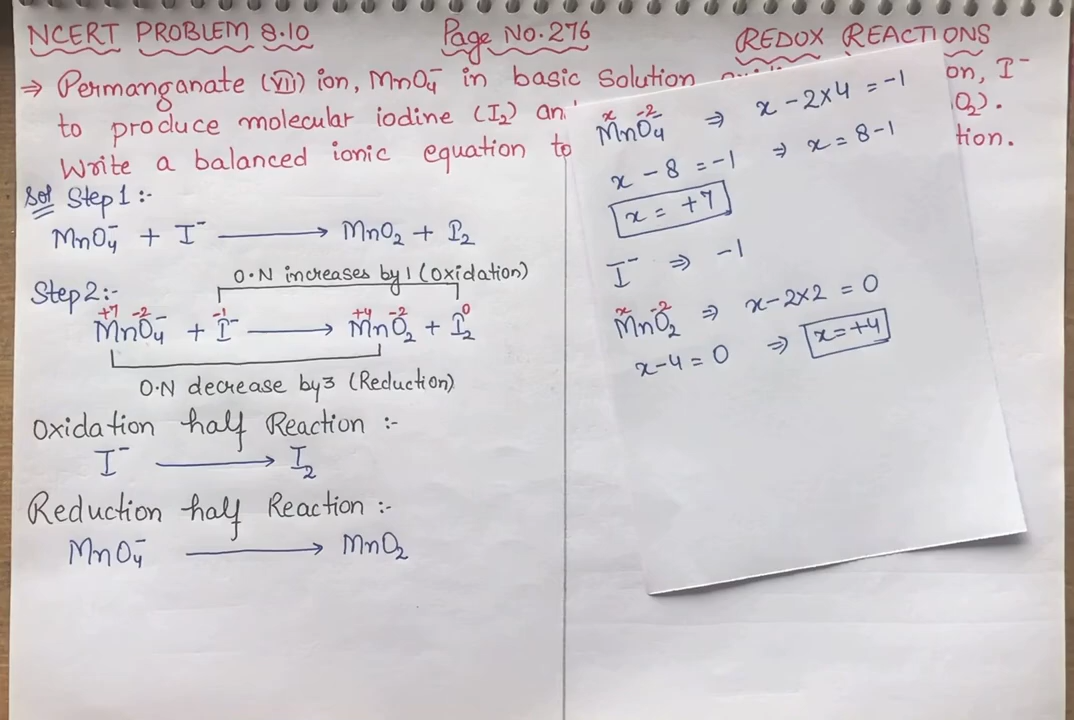 NCERT PROBLEM 8.10 Page No. 276 REDOX REACTIONS
⇒ Permanganate (VII) ion, MnO₄⁻ in basic solution on, I⁻
to produce molecular iodine (I₂) an O₂).
Write a balanced ionic equation to tion.
Sol Step 1:-
MnO₄⁻ + I⁻ ⟶ MnO₂ + I₂
O.N increases by 1 (Oxidation)
Step 2:-
+7 -2 -1 +4 -2 0
MnO₄⁻ + I⁻ ⟶ MnO₂ + I₂
O.N decrease by 3 (Reduction)
Oxidation half Reaction :-
I⁻ ⟶ I₂
Reduction half Reaction :-
MnO₄⁻ ⟶ MnO₂
x -2
MnO₄⁻ ⇒ x - 2×4 = -1
x - 8 = -1 ⇒ x = 8-1
x = +7
I⁻ ⇒ -1
x -2
MnO₂ ⇒ x - 2×2 = 0
x-4 = 0 ⇒ x = +4